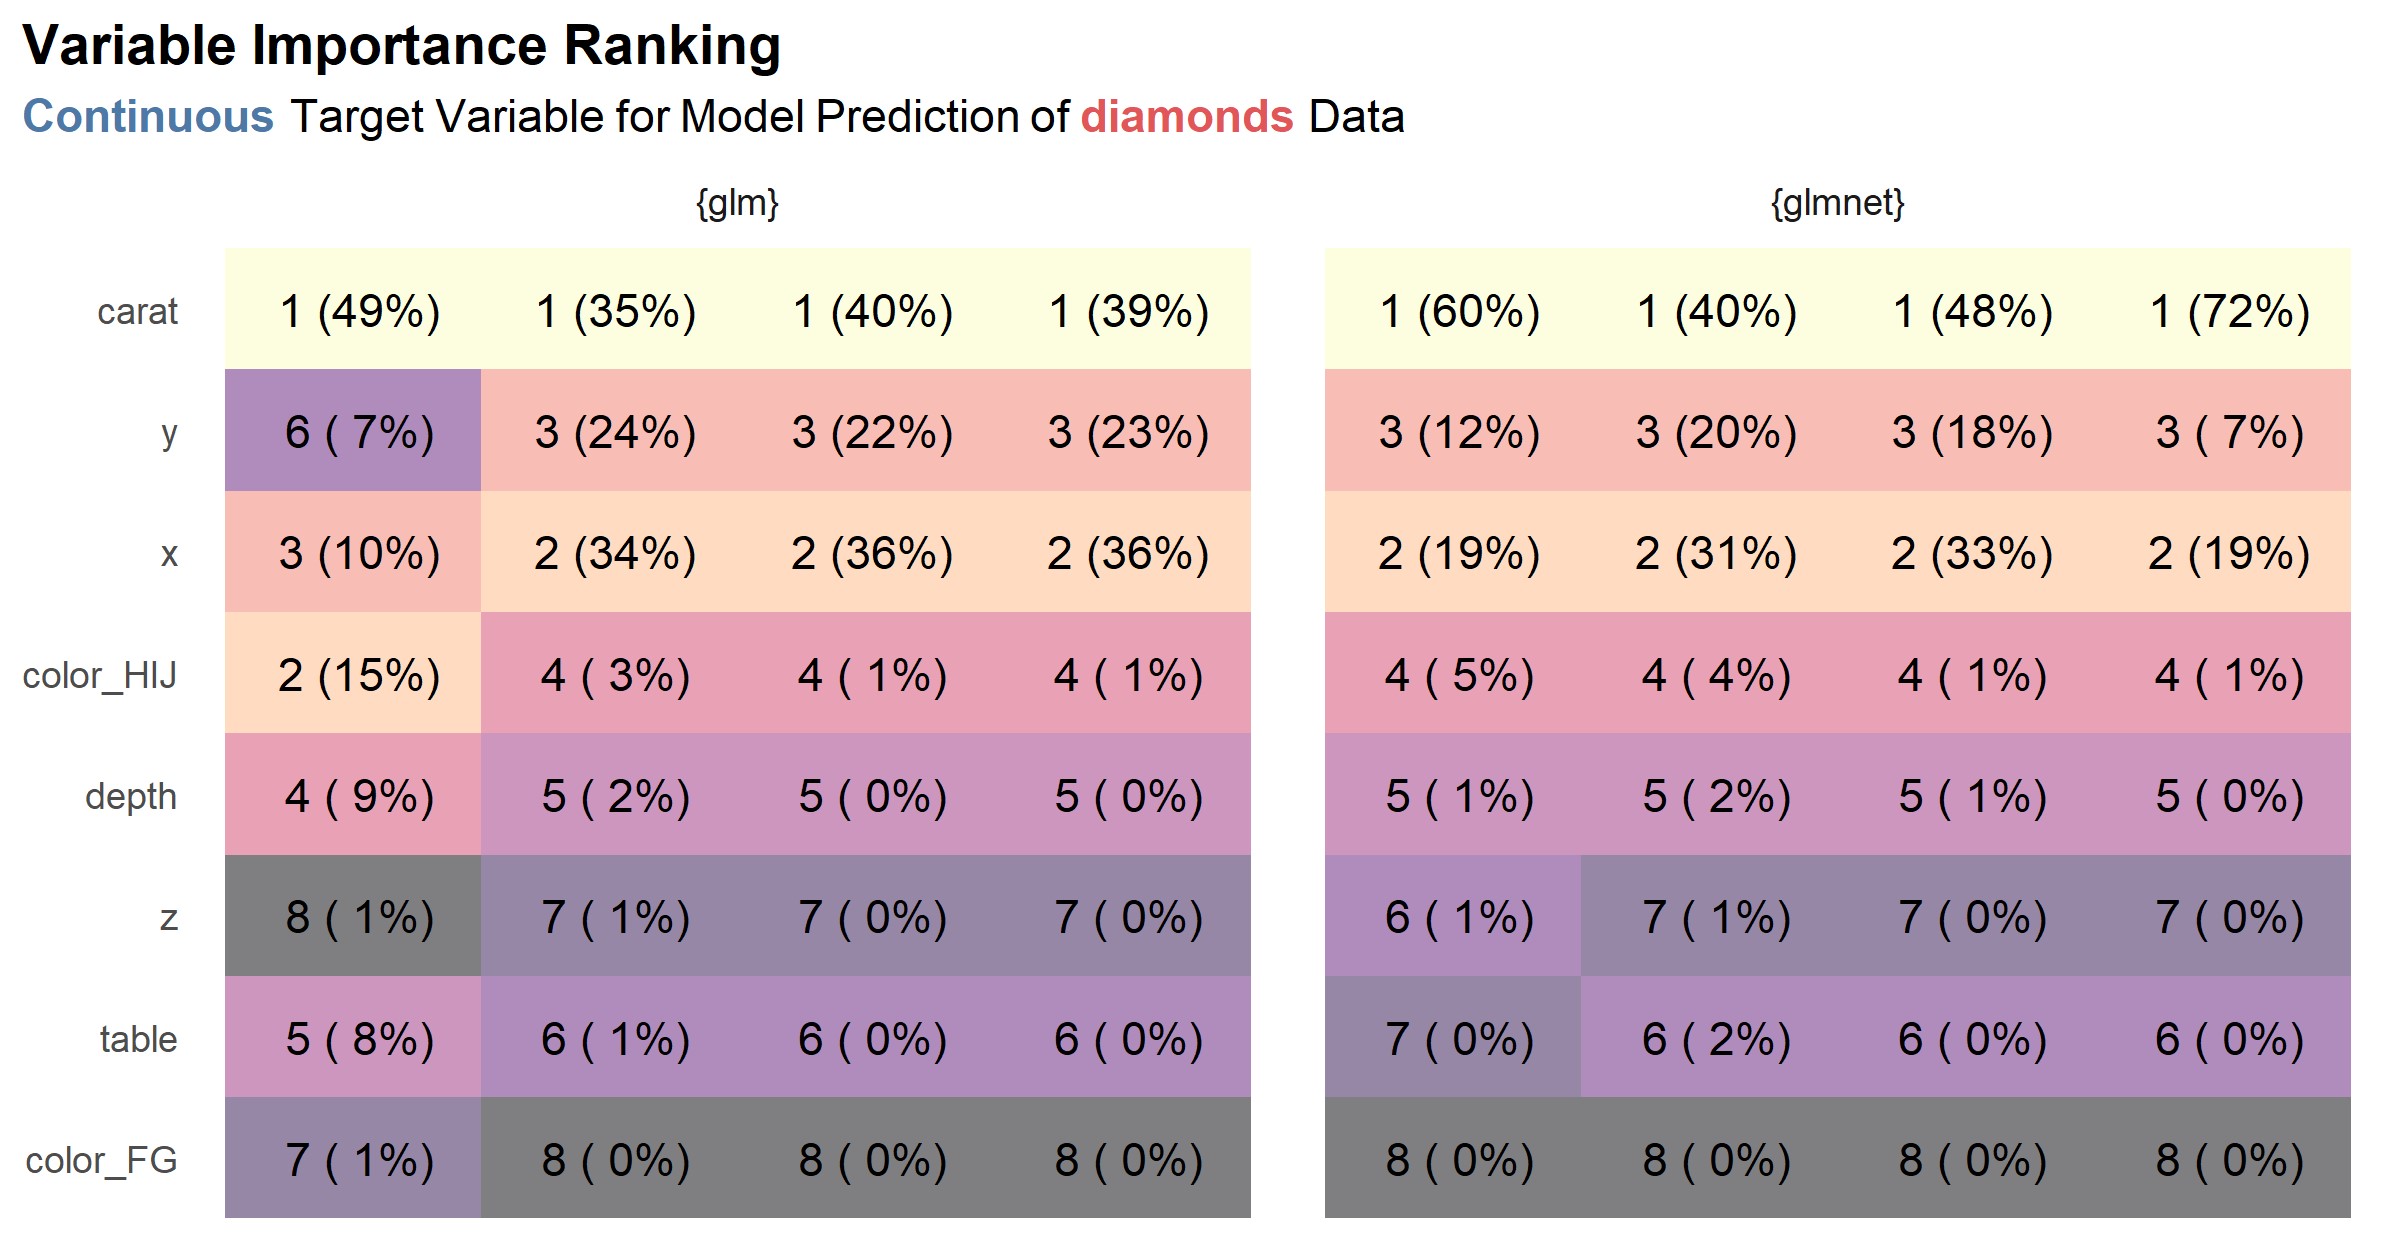 Variable Importance Ranking
Continuous Target Variable for Model Prediction of diamonds Data
{glm} {glmnet}
carat 1 (49%) 1 (35%) 1 (40%) 1 (39%) 1 (60%) 1 (40%) 1 (48%) 1 (72%)
y 6 ( 7%) 3 (24%) 3 (22%) 3 (23%) 3 (12%) 3 (20%) 3 (18%) 3 ( 7%)
x 3 (10%) 2 (34%) 2 (36%) 2 (36%) 2 (19%) 2 (31%) 2 (33%) 2 (19%)
color_HIJ 2 (15%) 4 ( 3%) 4 ( 1%) 4 ( 1%) 4 ( 5%) 4 ( 4%) 4 ( 1%) 4 ( 1%)
depth 4 ( 9%) 5 ( 2%) 5 ( 0%) 5 ( 0%) 5 ( 1%) 5 ( 2%) 5 ( 1%) 5 ( 0%)
z 8 ( 1%) 7 ( 1%) 7 ( 0%) 7 ( 0%) 6 ( 1%) 7 ( 1%) 7 ( 0%) 7 ( 0%)
table 5 ( 8%) 6 ( 1%) 6 ( 0%) 6 ( 0%) 7 ( 0%) 6 ( 2%) 6 ( 0%) 6 ( 0%)
color_FG 7 ( 1%) 8 ( 0%) 8 ( 0%) 8 ( 0%) 8 ( 0%) 8 ( 0%) 8 ( 0%) 8 ( 0%)